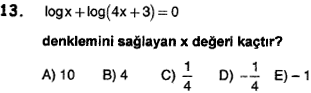 13. logx+log(4x+3)=0
denklemini sağlayan x değeri kaçtır?
A) 10 B) 4 C) 1/4 D) -1/4 E) -1